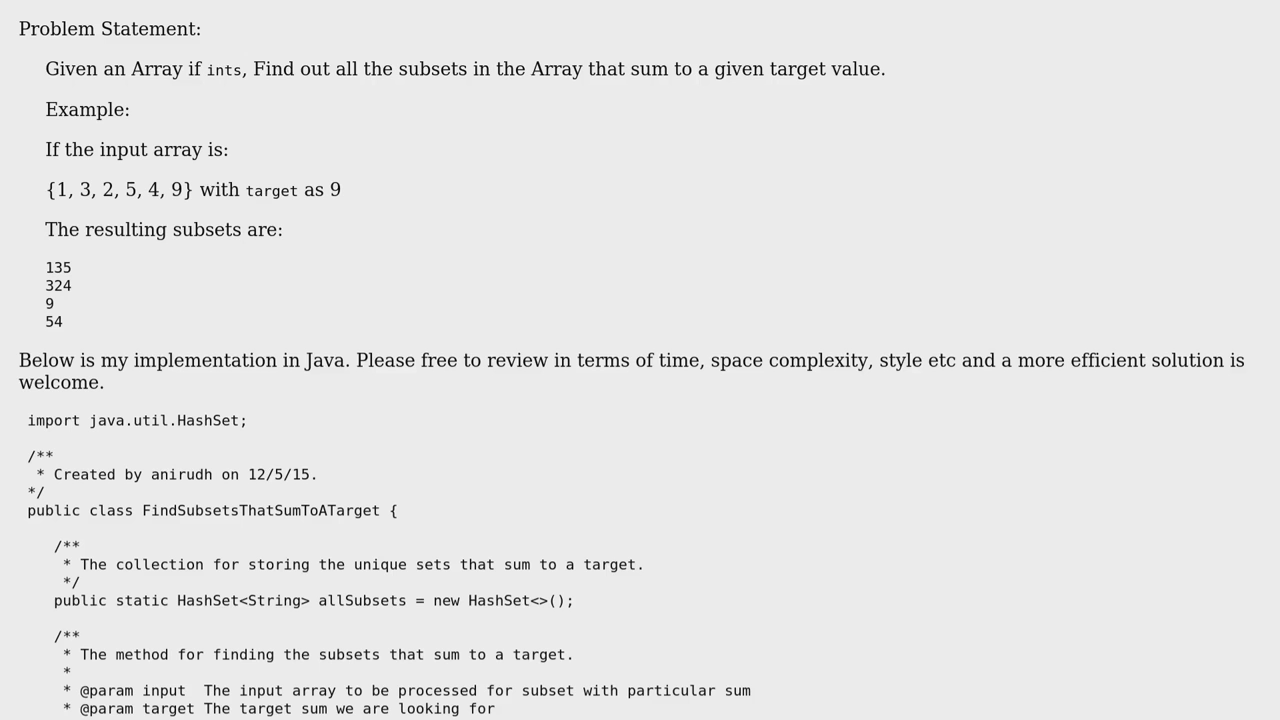 Problem Statement:
Given an Array if ints, Find out all the subsets in the Array that sum to a given target value.
Example:
If the input array is:
{1, 3, 2, 5, 4, 9} with target as 9
The resulting subsets are:
135
324
9
54
Below is my implementation in Java. Please free to review in terms of time, space complexity, style etc and a more efficient solution is
welcome.
import java.util.HashSet;
/**
* Created by anirudh on 12/5/15.
*/
public class FindSubsetsThatSumToATarget {
/**
* The collection for storing the unique sets that sum to a target.
*/
public static HashSet<String> allSubsets = new HashSet<>();
/**
* The method for finding the subsets that sum to a target.
*
* @param input  The input array to be processed for subset with particular sum
* @param target The target sum we are looking for